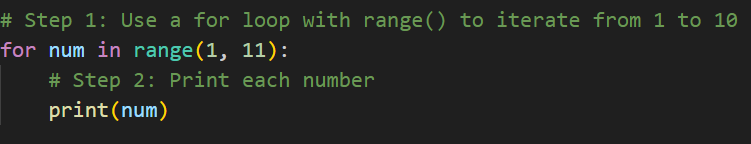 # Step 1: Use a for loop with range() to iterate from 1 to 10
for num in range(1, 11):
    # Step 2: Print each number
    print(num)